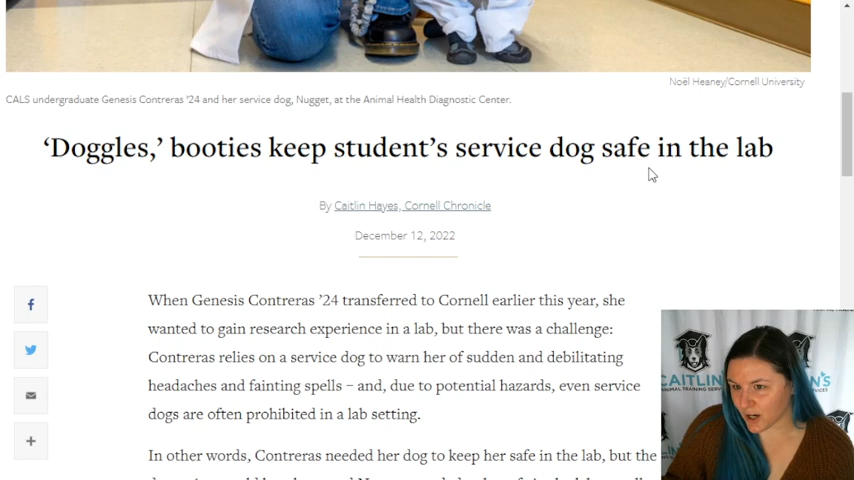 Noël Heaney/Cornell University
CALS undergraduate Genesis Contreras '24 and her service dog, Nugget, at the Animal Health Diagnostic Center.
‘Doggles,’ booties keep student’s service dog safe in the lab
By Caitlin Hayes, Cornell Chronicle
December 12, 2022
When Genesis Contreras ’24 transferred to Cornell earlier this year, she
wanted to gain research experience in a lab, but there was a challenge:
Contreras relies on a service dog to warn her of sudden and debilitating
headaches and fainting spells – and, due to potential hazards, even service
dogs are often prohibited in a lab setting.
In other words, Contreras needed her dog to keep her safe in the lab, but the
CAITLIN
N'S
ANIMAL TRAINING SERV